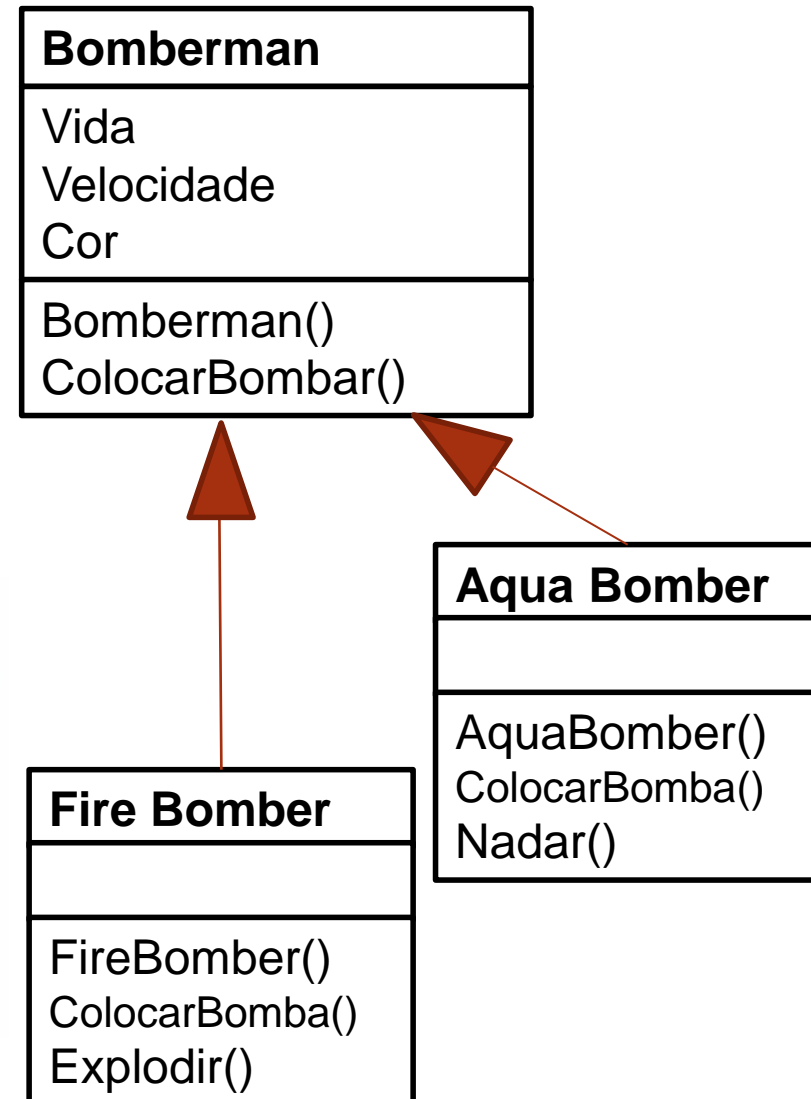 Bomberman
Vida
Velocidade
Cor
Bomberman()
ColocarBombar()
Aqua Bomber
AquaBomber()
ColocarBomba()
Nadar()
Fire Bomber
FireBomber()
ColocarBomba()
Explodir()